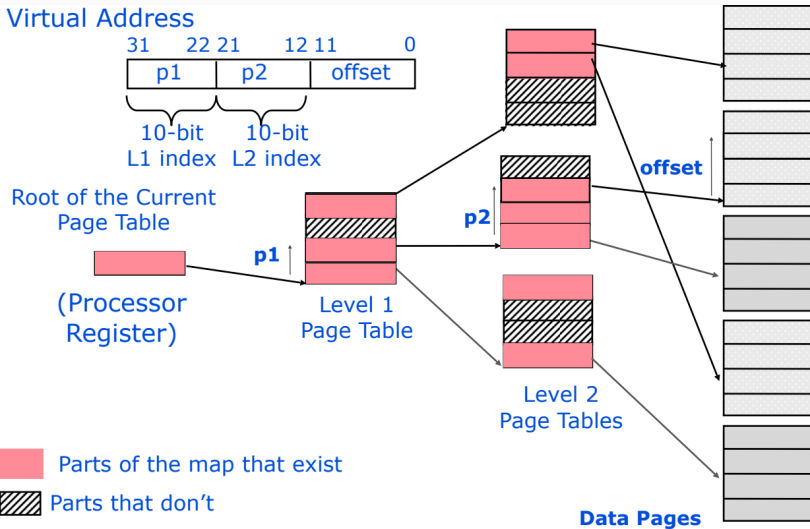 Virtual Address
31 22 21 12 11 0
p1 p2 offset
10-bit
L1 index
10-bit
L2 index
Root of the Current
Page Table
(Processor
Register)
p1
Level 1
Page Table
p2
Level 2
Page Tables
offset
Parts of the map that exist
Parts that don't
Data Pages